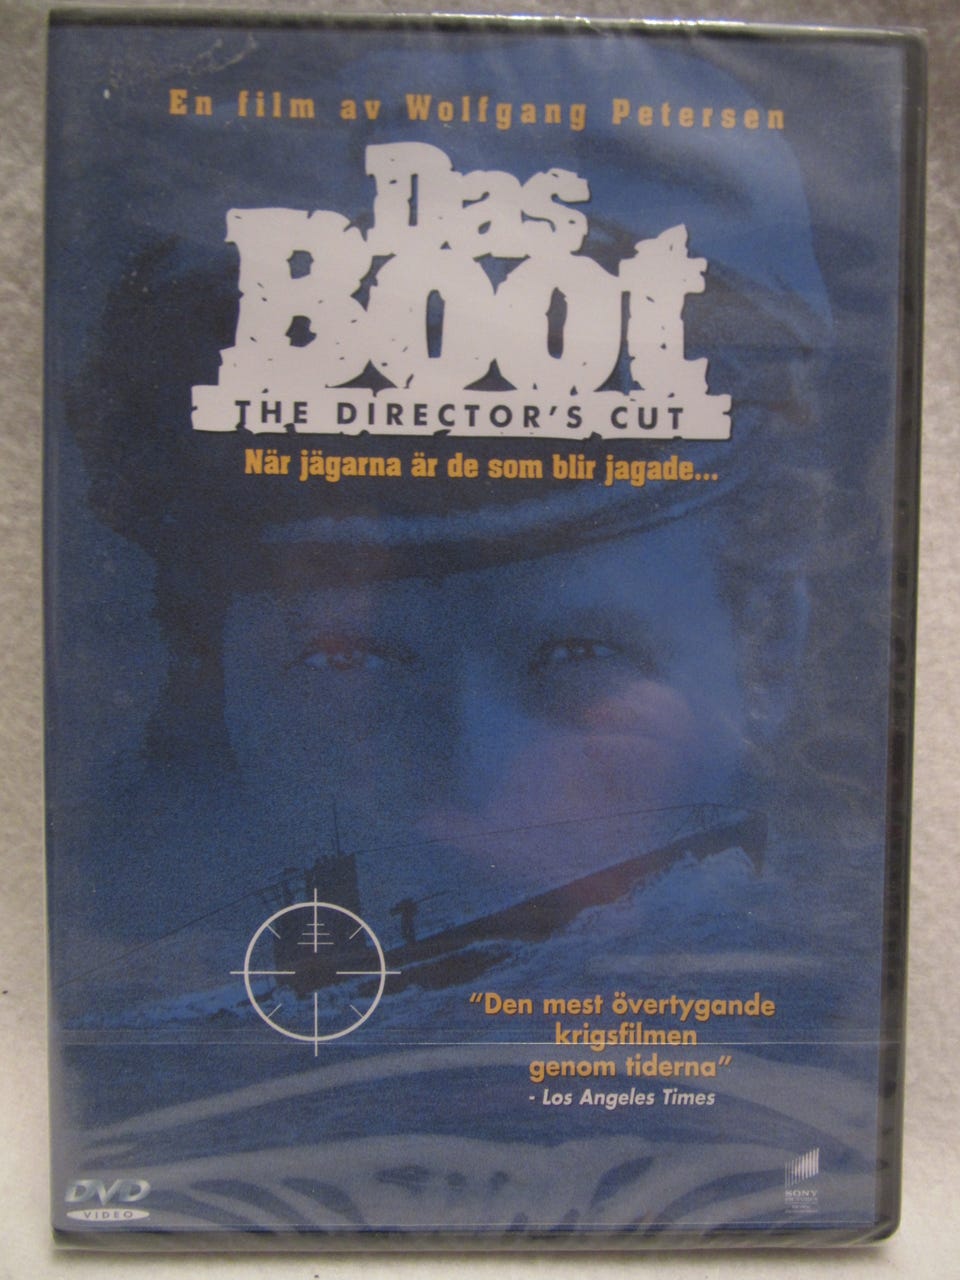 En film av Wolfgang Petersen
Das
Boot
THE DIRECTOR'S CUT
När jägarna är de som blir jagade...
"Den mest övertygande
krigsfilmen
genom tiderna"
- Los Angeles Times
DVD
VIDEO
SONY
PICTURES